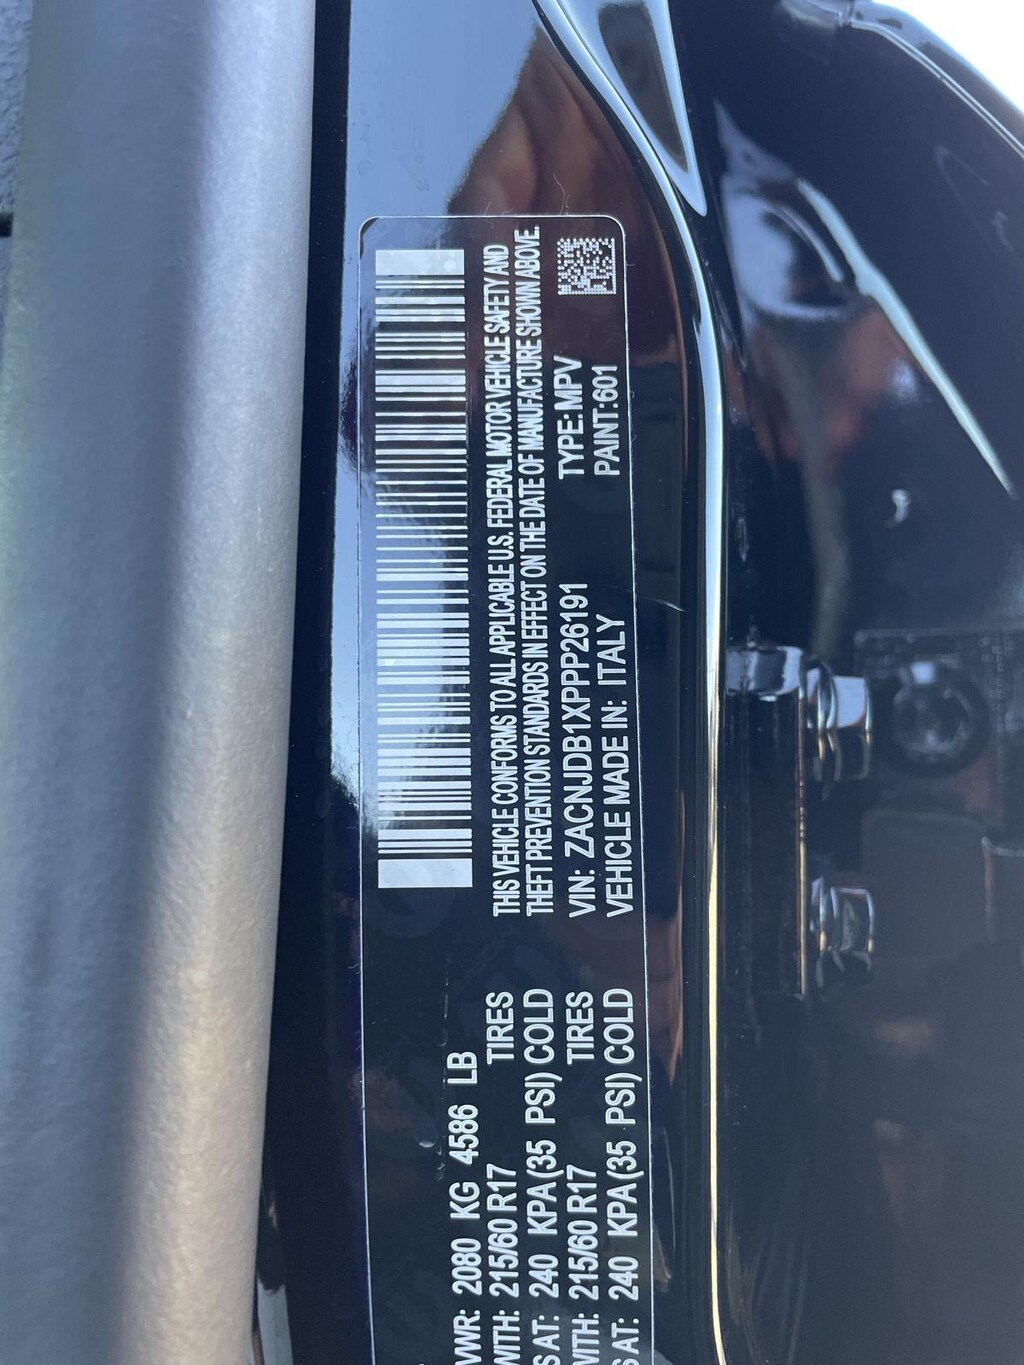 VWR: 2080 KG 4586 LB
WITH: 215/60 R17 TIRES
S AT: 240 KPA(35 PSI) COLD
WITH: 215/60 R17 TIRES
S AT: 240 KPA(35 PSI) COLD
THIS VEHICLE CONFORMS TO ALL APPLICABLE U.S. FEDERAL MOTOR VEHICLE SAFETY AND
THEFT PREVENTION STANDARDS IN EFFECT ON THE DATE OF MANUFACTURE SHOWN ABOVE.
VIN: ZACNJDB1XPPP26191 TYPE: MPV
VEHICLE MADE IN: ITALY PAINT:601